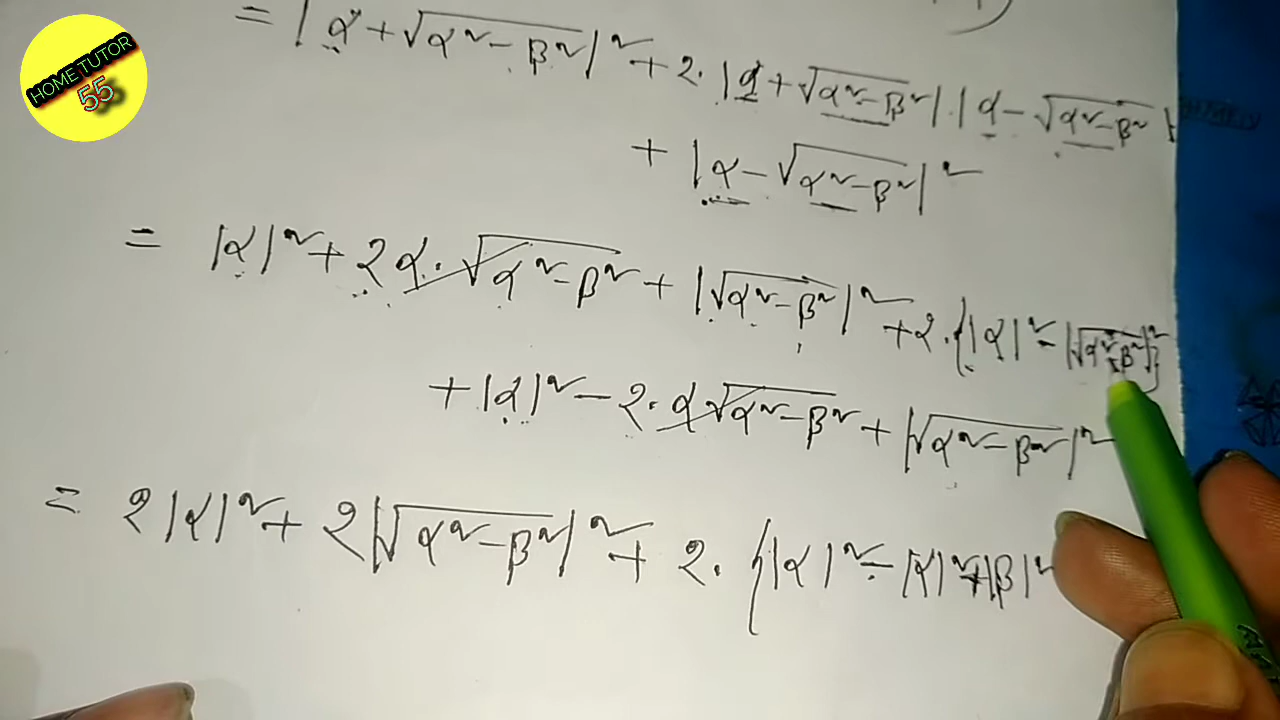 HOME TUTOR
55
= |α + √(α² − β²)|² + 2. |α + √(α² − β²)|.|α − √(α² − β²)|
+ |α − √(α² − β²)|²
= |α|² + 2α.√(α² − β²) + |√(α² − β²)|² + 2.{|α|² − |√(α² − β²)|²}
+ |α|² − 2.α√(α² − β²) + |√(α² − β²)|²
= 2|α|² + 2|√(α² − β²)|² + 2.{|α|² − |α|² + |β|²